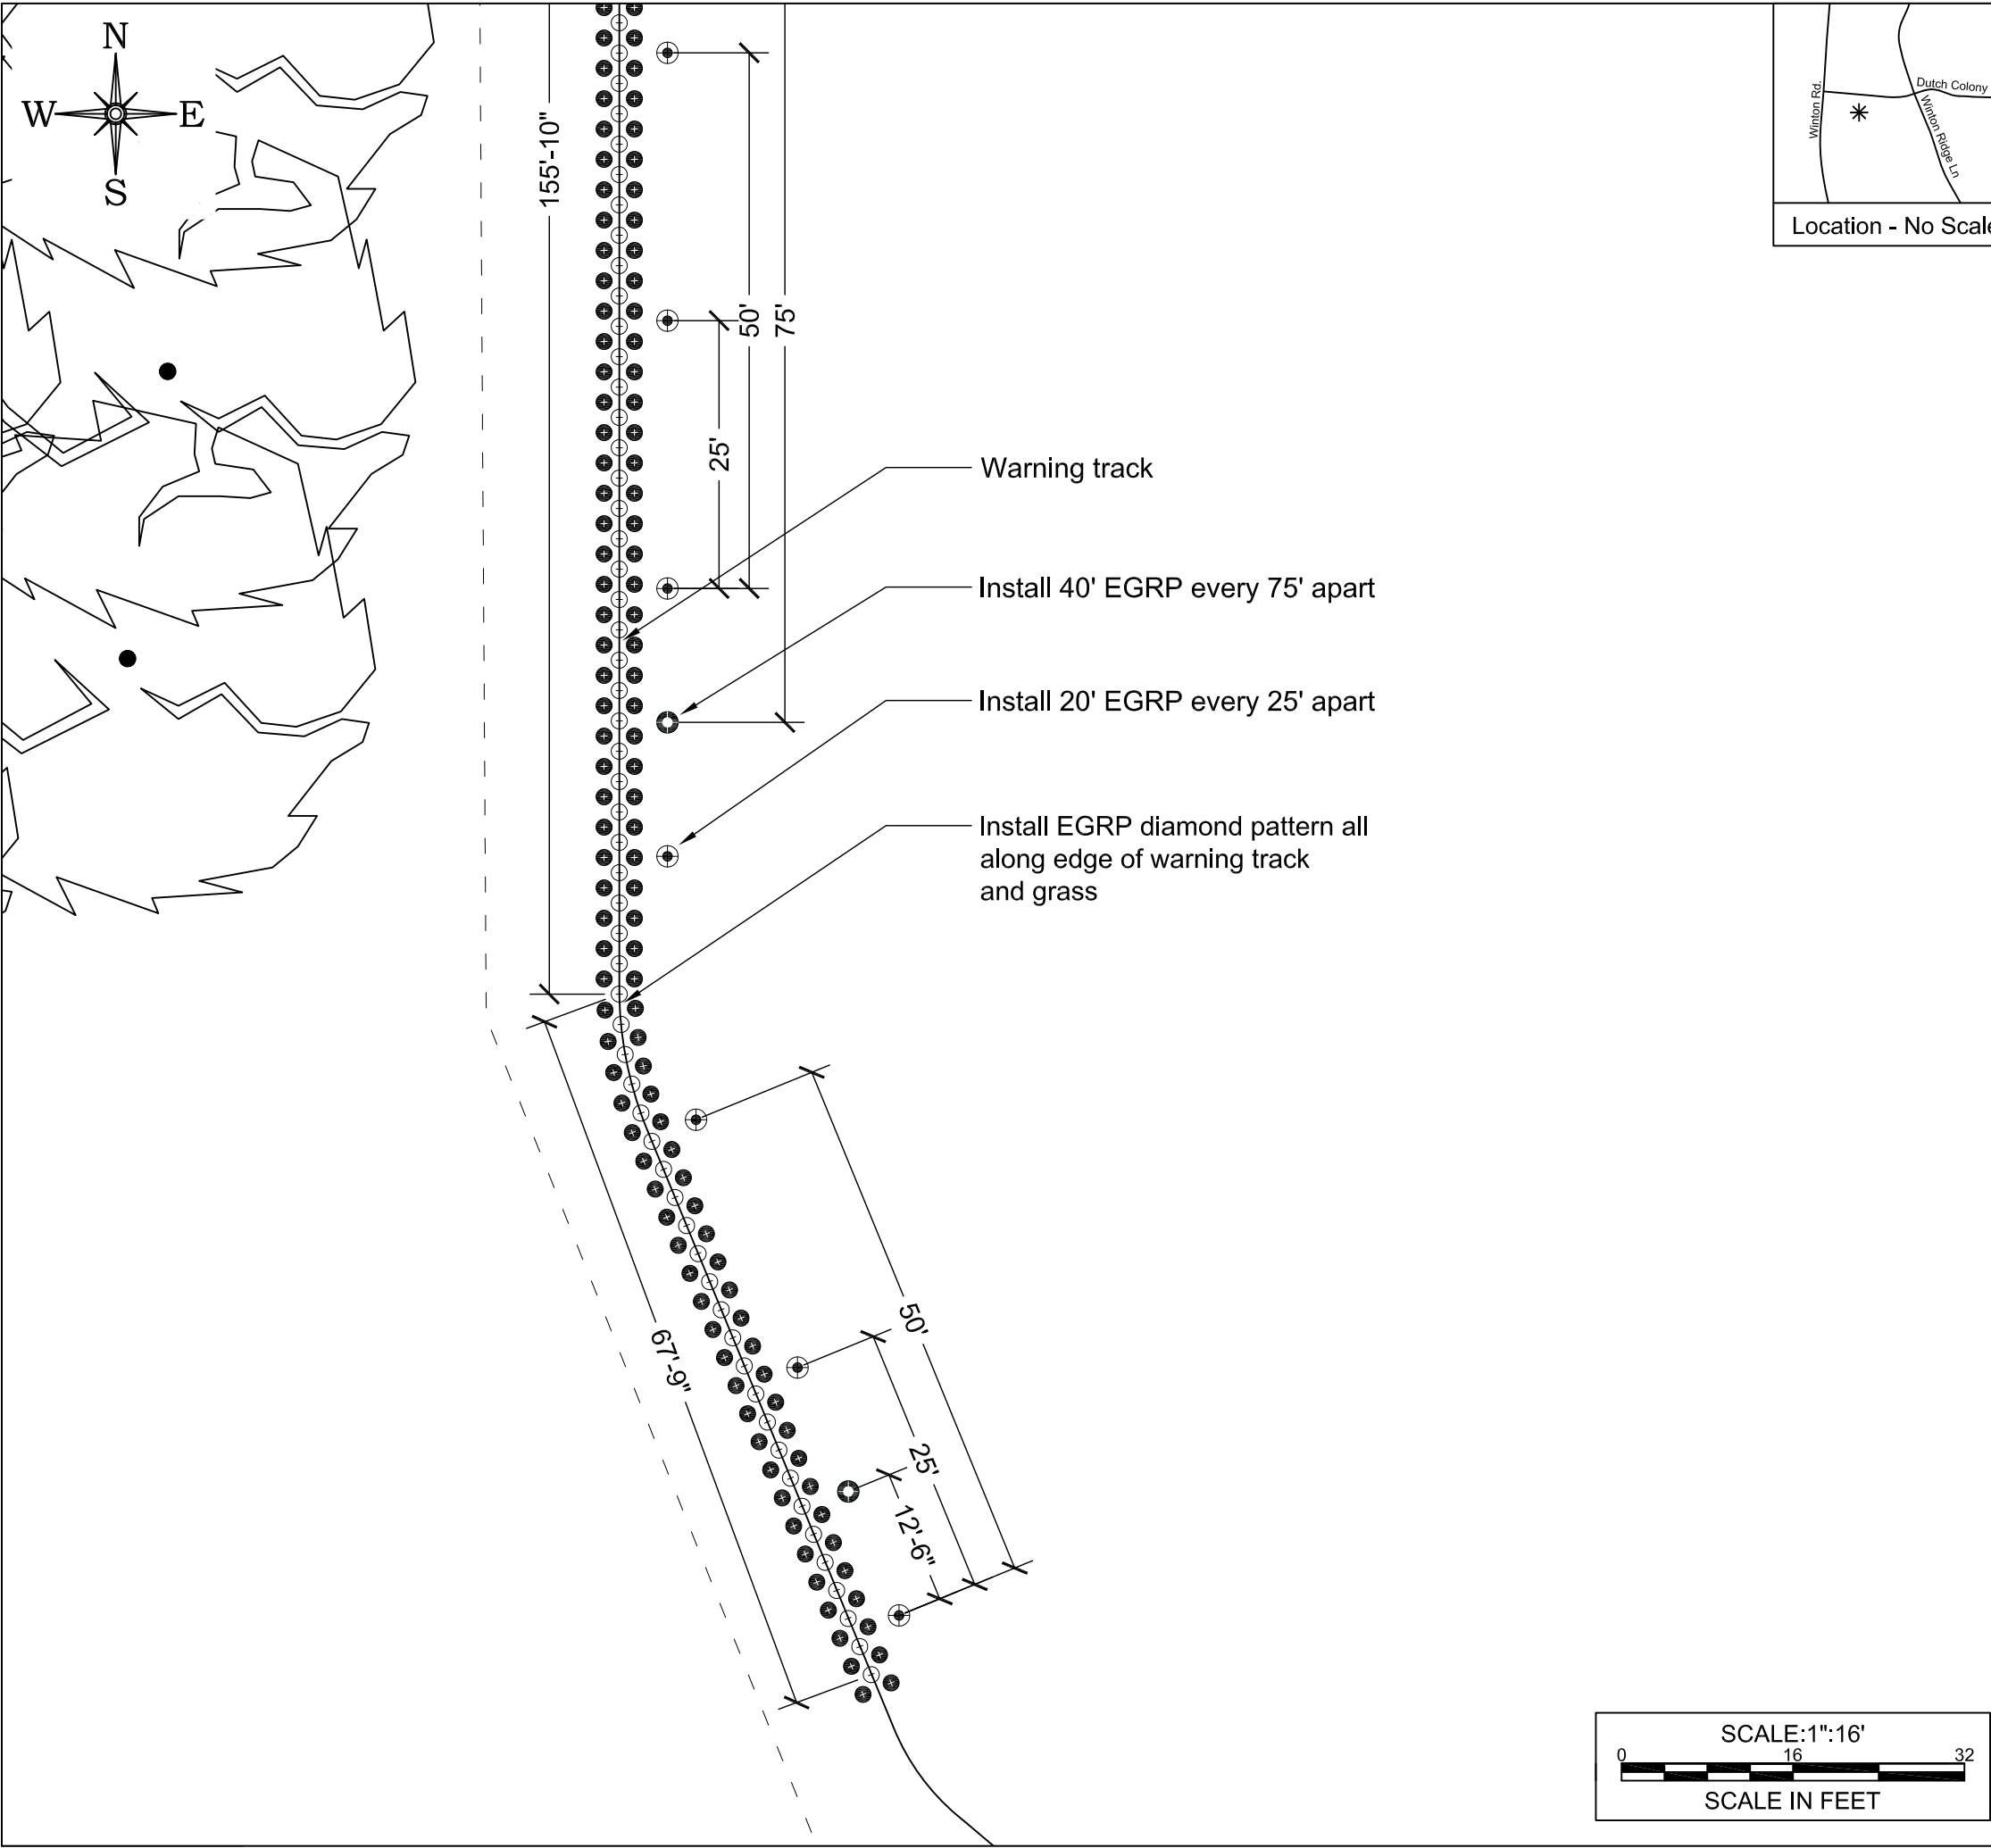 N
W E
S
155'-10"
50'
75'
25'
Warning track
Install 40' EGRP every 75' apart
Install 20' EGRP every 25' apart
Install EGRP diamond pattern all
along edge of warning track
and grass
67'-9"
50'
25'
12'-6"
Winton Rd.
Dutch Colony
Winton Ridge Ln
Location - No Scale
SCALE:1":16'
0 16 32
SCALE IN FEET